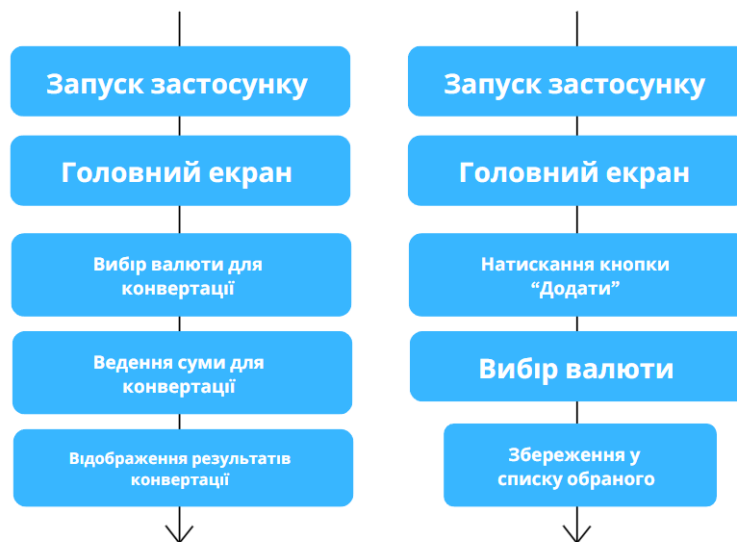 Запуск застосунку
Головний екран
Вибір валюти для
конвертації
Ведення суми для
конвертації
Відображення результатів
конвертації
Запуск застосунку
Головний екран
Натискання кнопки
“Додати”
Вибір валюти
Збереження у
списку обраного